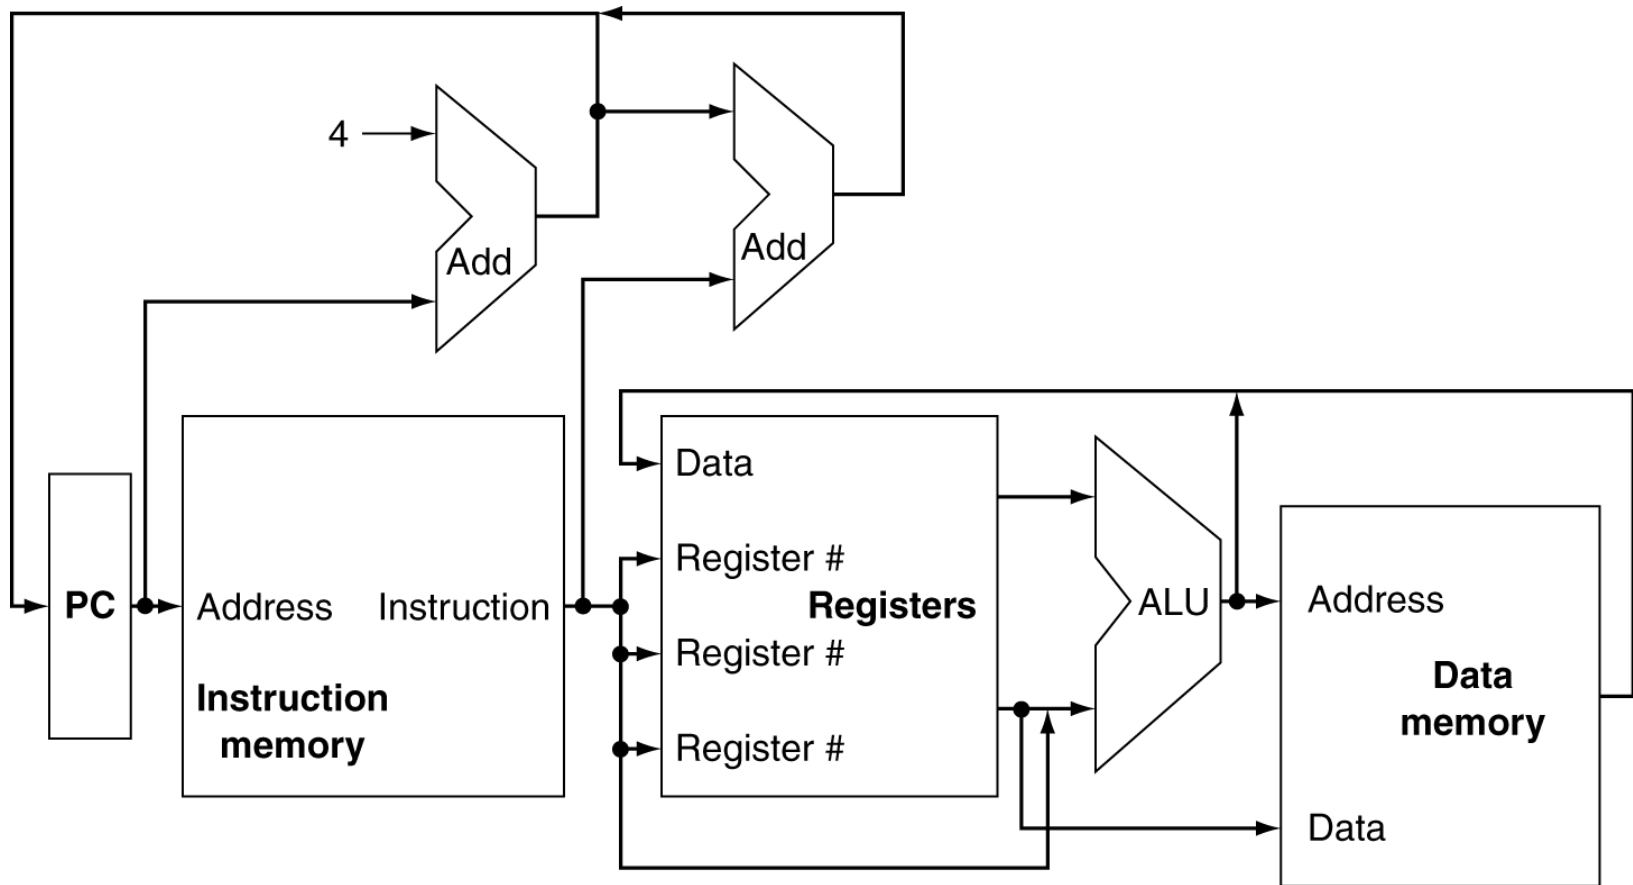 4
Add
Add
Data
Register #
Register #
Register #
Registers
PC
Address
Instruction
Instruction
memory
ALU
Address
Data
memory
Data